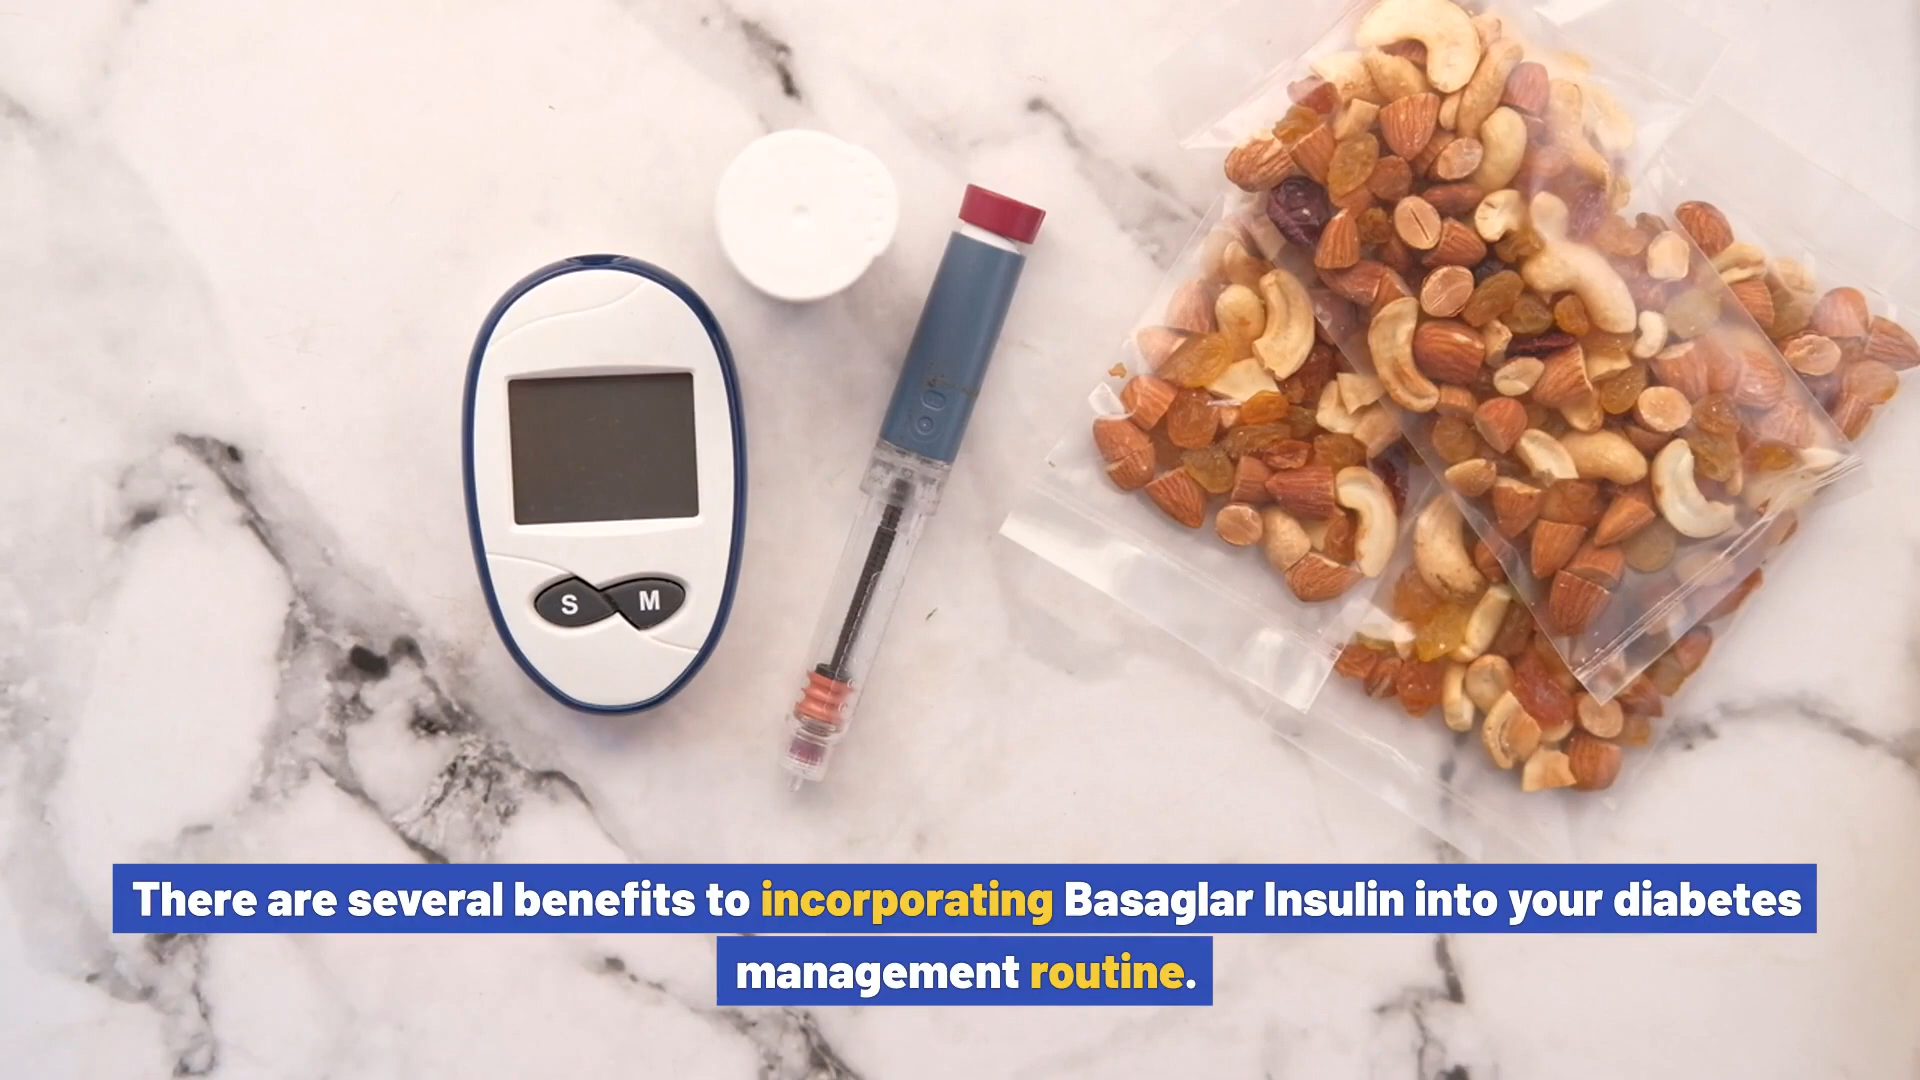 S M
There are several benefits to incorporating Basaglar Insulin into your diabetes
management routine.